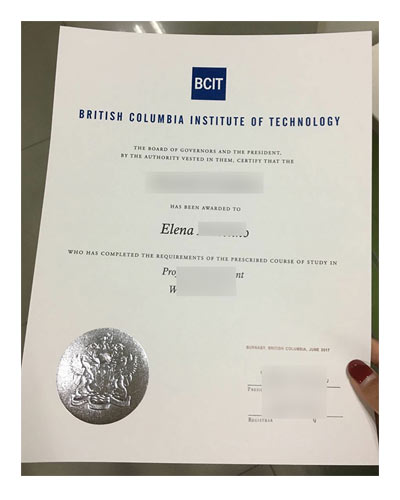 BCIT
BRITISH COLUMBIA INSTITUTE OF TECHNOLOGY
THE BOARD OF GOVERNORS AND THE PRESIDENT,
BY THE AUTHORITY VESTED IN THEM, CERTIFY THAT THE
HAS BEEN AWARDED TO
Elena
WHO HAS COMPLETED THE REQUIREMENTS OF THE PRESCRIBED COURSE OF STUDY IN
BURNABY, BRITISH COLUMBIA, JUNE 2017